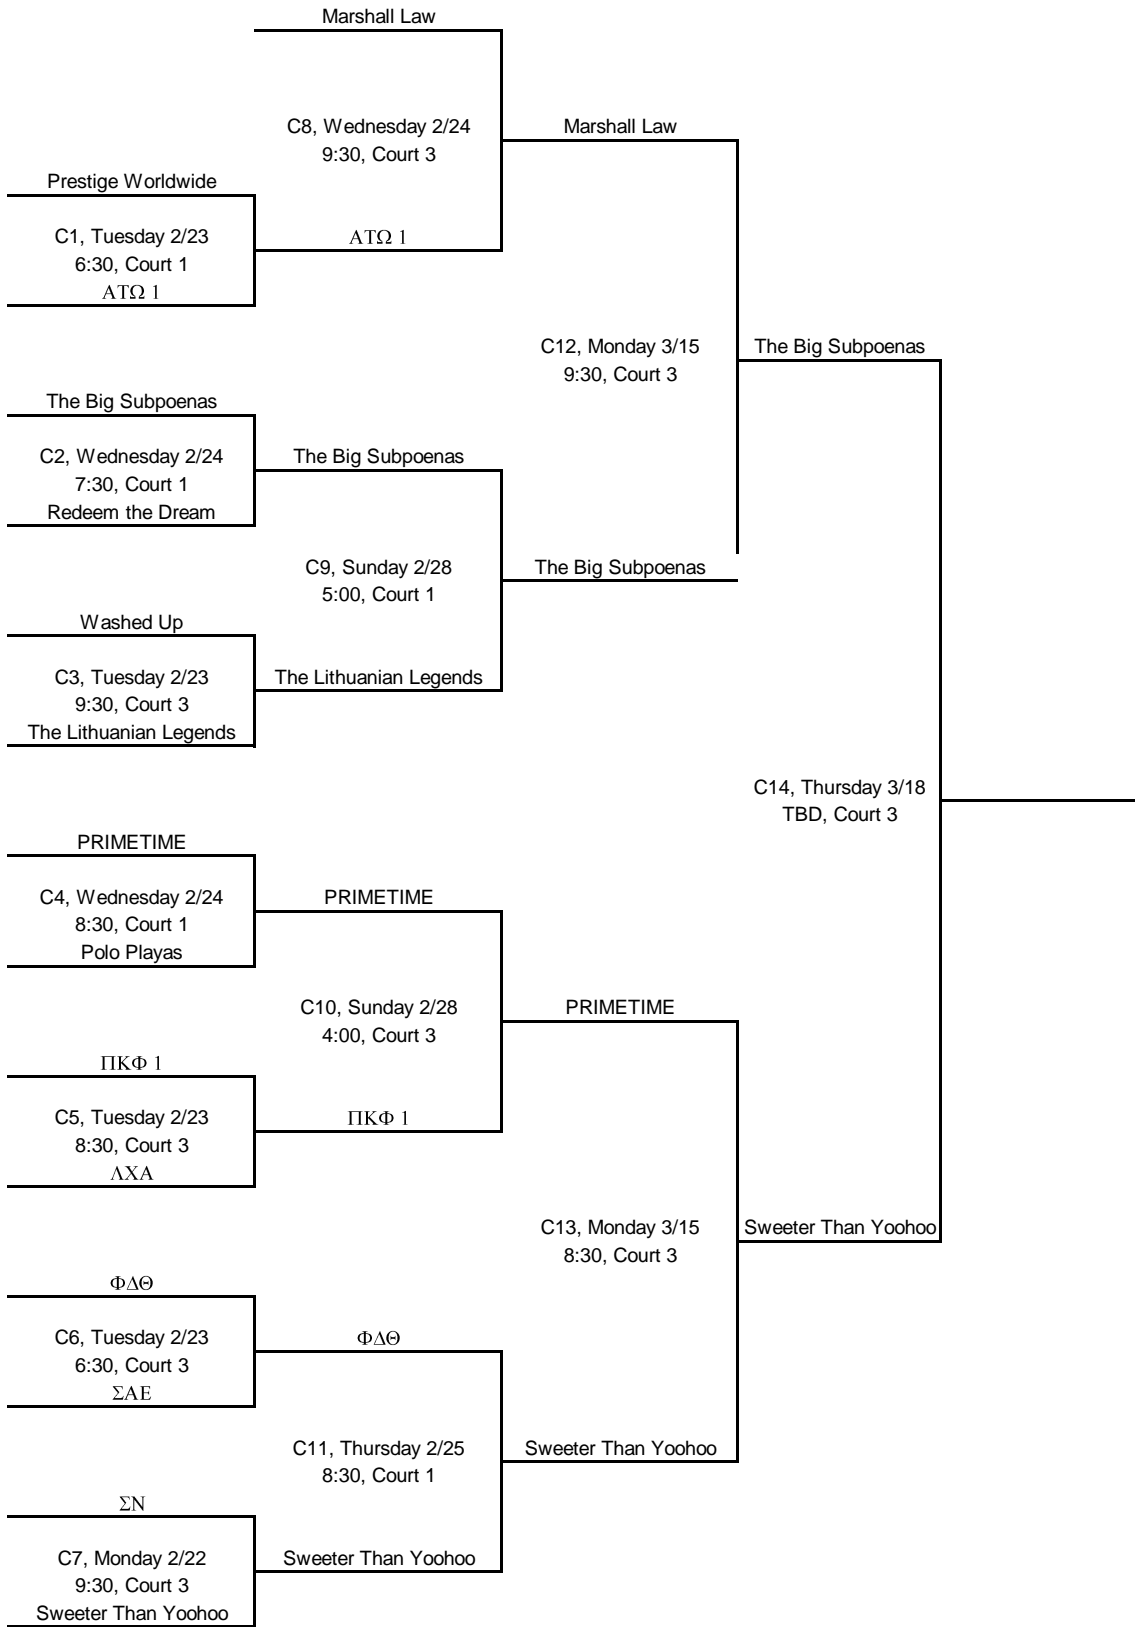 Marshall Law
C8, Wednesday 2/24
9:30, Court 3
Marshall Law
Prestige Worldwide
C1, Tuesday 2/23
6:30, Court 1
ΑΤΩ 1
ΑΤΩ 1
C12, Monday 3/15
9:30, Court 3
The Big Subpoenas
The Big Subpoenas
C2, Wednesday 2/24
7:30, Court 1
Redeem the Dream
The Big Subpoenas
C9, Sunday 2/28
5:00, Court 1
The Big Subpoenas
Washed Up
C3, Tuesday 2/23
9:30, Court 3
The Lithuanian Legends
The Lithuanian Legends
C14, Thursday 3/18
TBD, Court 3
PRIMETIME
C4, Wednesday 2/24
8:30, Court 1
Polo Playas
PRIMETIME
C10, Sunday 2/28
4:00, Court 3
PRIMETIME
ΠΚΦ 1
C5, Tuesday 2/23
8:30, Court 3
ΛΧΑ
ΠΚΦ 1
C13, Monday 3/15
8:30, Court 3
Sweeter Than Yoohoo
ΦΔΘ
C6, Tuesday 2/23
6:30, Court 3
ΣΑΕ
ΦΔΘ
C11, Thursday 2/25
8:30, Court 1
Sweeter Than Yoohoo
ΣΝ
C7, Monday 2/22
9:30, Court 3
Sweeter Than Yoohoo
Sweeter Than Yoohoo